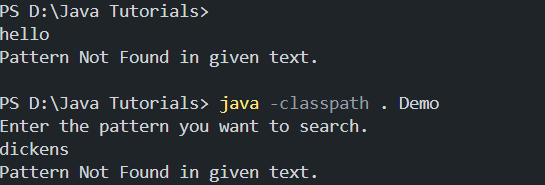 PS D:\Java Tutorials>
hello
Pattern Not Found in given text.
PS D:\Java Tutorials> java -classpath . Demo
Enter the pattern you want to search.
dickens
Pattern Not Found in given text.